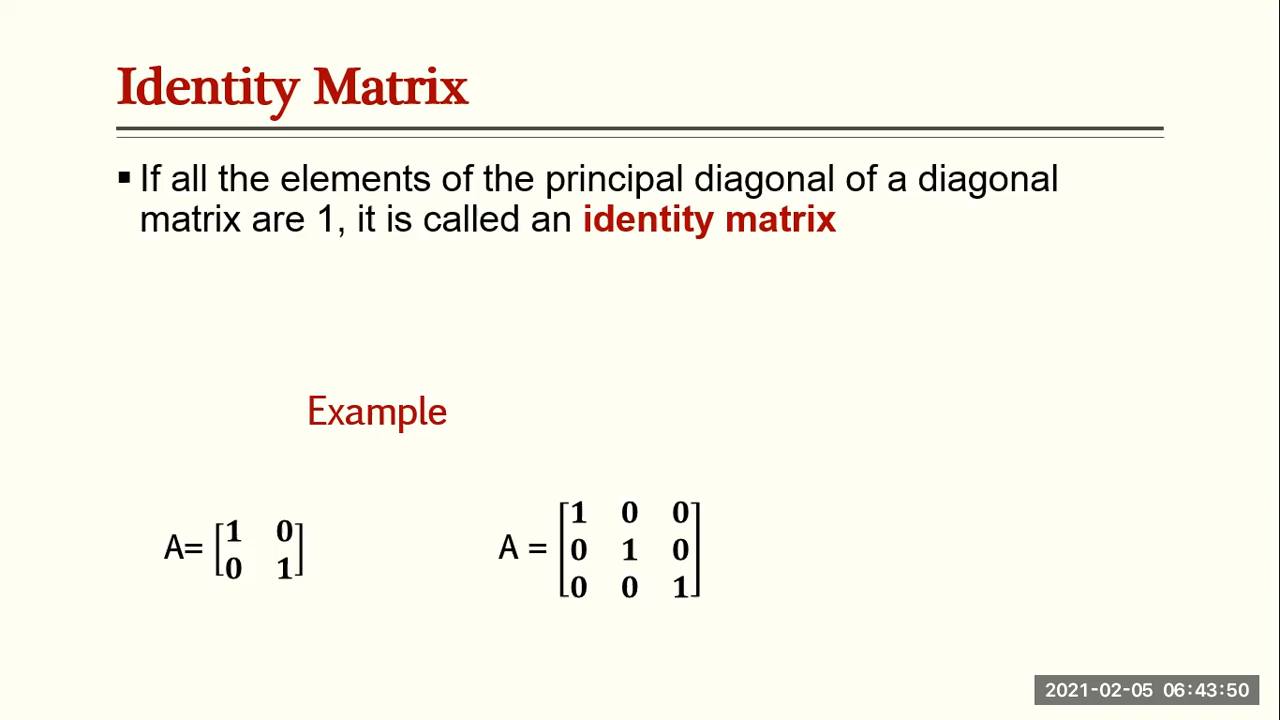 Identity Matrix
▪ If all the elements of the principal diagonal of a diagonal
matrix are 1, it is called an identity matrix
Example
A= [1 0
0 1]
A = [1 0 0
0 1 0
0 0 1]
2021-02-05 06:43:50